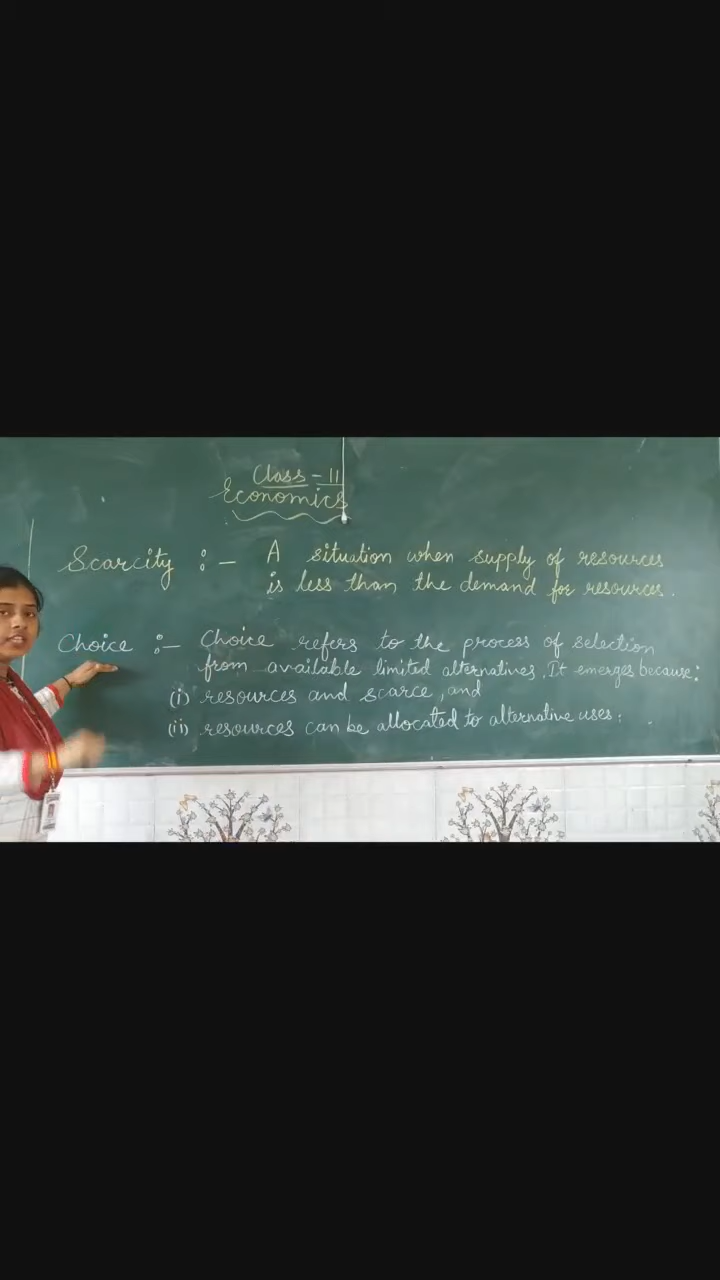 Class - 11
Economics
Scarcity :- A situation when supply of resources
is less than the demand for resources.
Choice :- Choice refers to the process of selection
from available limited alternatives. It emerges because:
(i) resources and scarce, and
(ii) resources can be allocated to alternative uses.